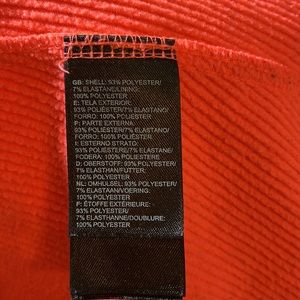 GB: SHELL: 93% POLYESTER/
7% ELASTANE/LINING:
100% POLYESTER
E: TELA EXTERIOR:
93% POLIÉSTER/7% ELASTANO/
FORRO: 100% POLIÉSTER
P: PARTE EXTERNA:
93% POLIÉSTER/7% ELASTANO/
FORRO: 100% POLIÉSTER
I: ESTERNO STRATO:
93% POLIESTERE/7% ELASTAN/
FODERA: 100% POLIESTERE
D: OBERSTOFF: 93% POLYESTER/
7% ELASTHAN/FUTTER:
100% POLYESTER
NL: OMHULSEL: 93% POLYESTER/
7% ELASTAAN/VOERING:
100% POLYESTER
F: ÉTOFFE EXTÉRIEURE:
93% POLYESTER/
7% ELASTHANNE/DOUBLURE:
100% POLYESTER